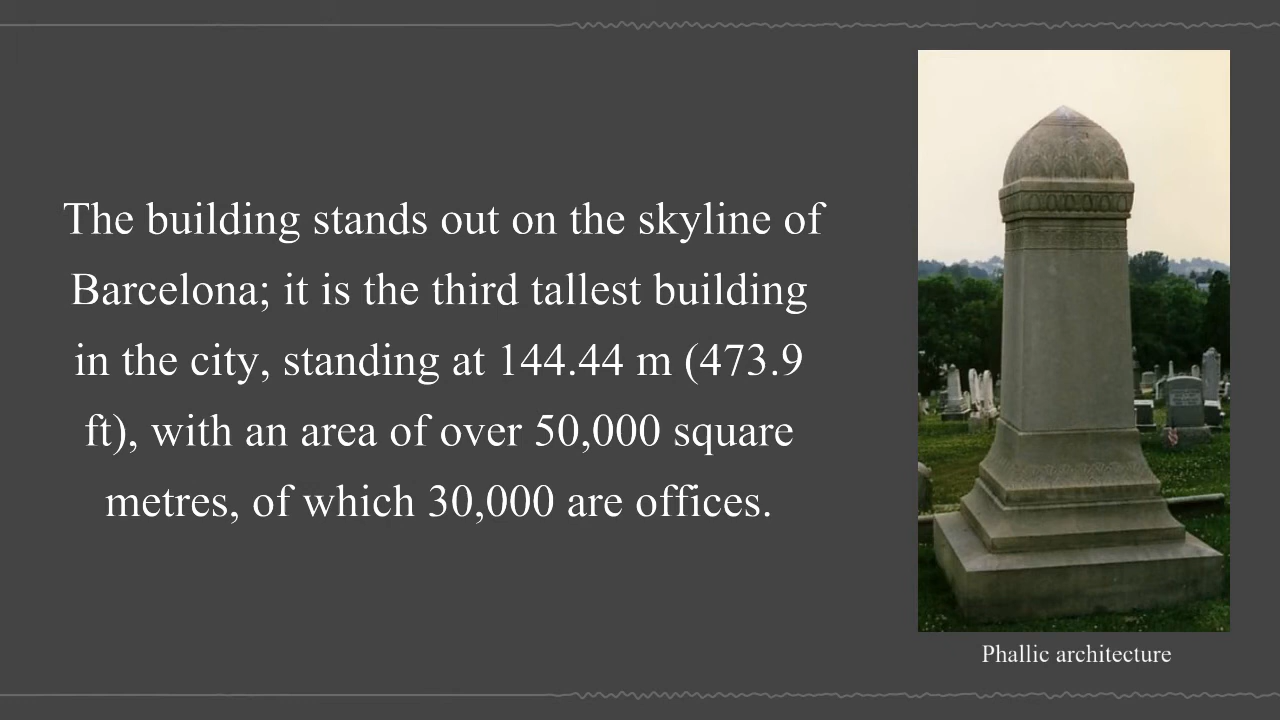 The building stands out on the skyline of
Barcelona; it is the third tallest building
in the city, standing at 144.44 m (473.9
ft), with an area of over 50,000 square
metres, of which 30,000 are offices.
Phallic architecture